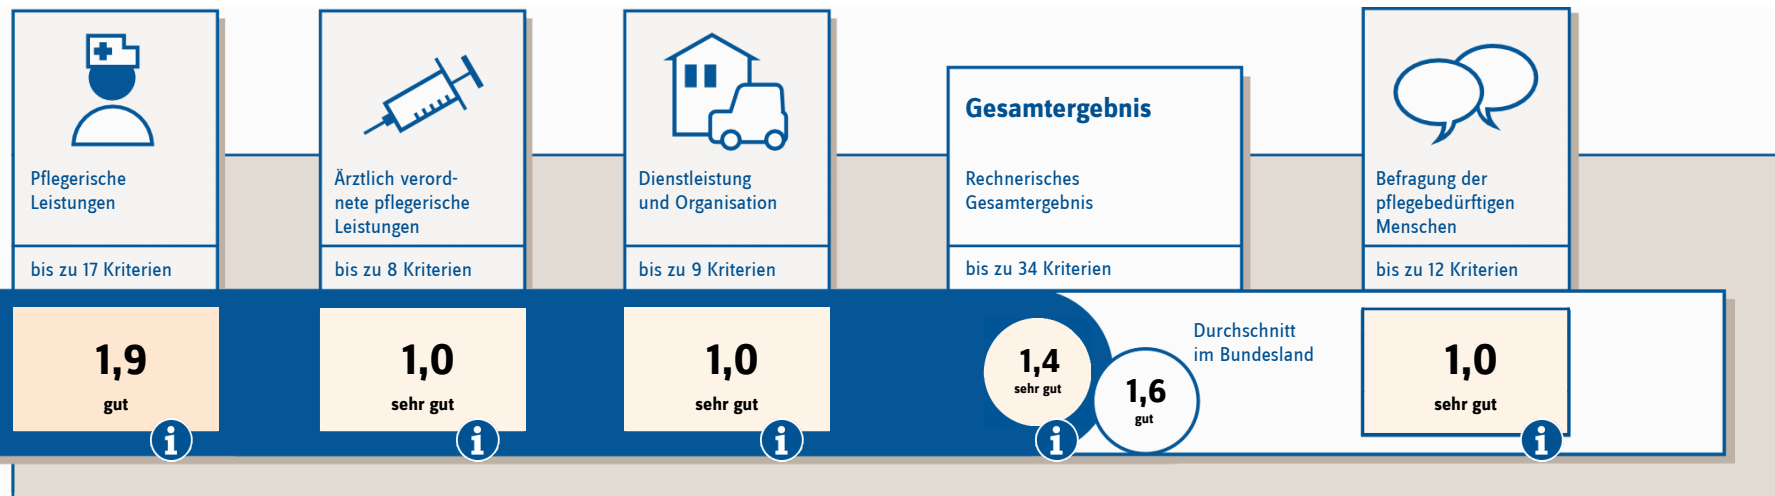 Pflegerische
Leistungen
bis zu 17 Kriterien
1,9
gut
i
Ärztlich verord-
nete pflegerische
Leistungen
bis zu 8 Kriterien
1,0
sehr gut
i
Dienstleistung
und Organisation
bis zu 9 Kriterien
1,0
sehr gut
i
Gesamtergebnis
Rechnerisches
Gesamtergebnis
bis zu 34 Kriterien
1,4
sehr gut
i
Durchschnitt
im Bundesland
1,6
gut
Befragung der
pflegebedürftigen
Menschen
bis zu 12 Kriterien
1,0
sehr gut
i